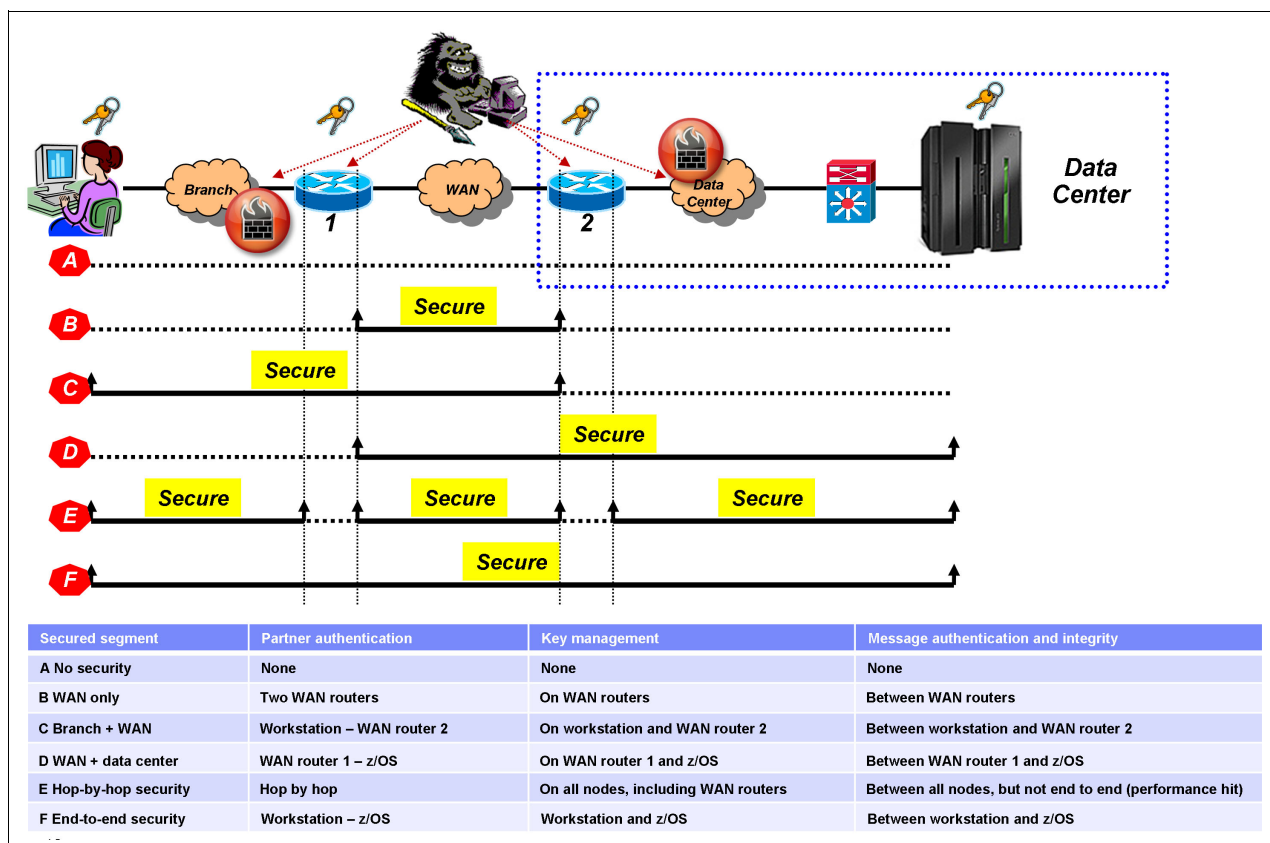 Branch
WAN
Data
Center
Data
Center
1
2
A
Secure
B
Secure
C
Secure
D
Secure
Secure
Secure
E
Secure
F
Secured segment Partner authentication Key management Message authentication and integrity
A No security None None None
B WAN only Two WAN routers On WAN routers Between WAN routers
C Branch + WAN Workstation – WAN router 2 On workstation and WAN router 2 Between workstation and WAN router 2
D WAN + data center WAN router 1 – z/OS On WAN router 1 and z/OS Between WAN router 1 and z/OS
E Hop-by-hop security Hop by hop On all nodes, including WAN routers Between all nodes, but not end to end (performance hit)
F End-to-end security Workstation – z/OS Workstation and z/OS Between workstation and z/OS